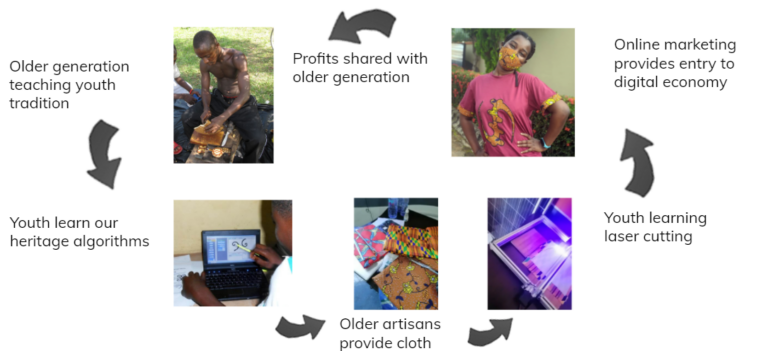 Older generation
teaching youth
tradition
Profits shared with
older generation
Online marketing
provides entry to
digital economy
Youth learn our
heritage algorithms
Older artisans
provide cloth
Youth learning
laser cutting